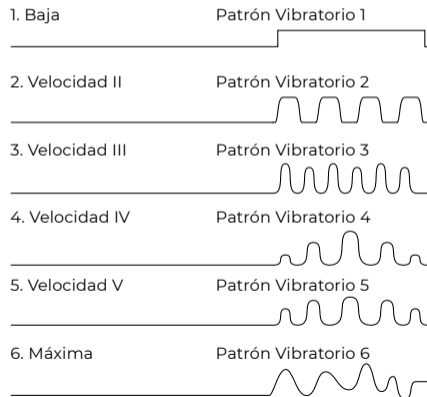 1. Baja Patrón Vibratorio 1
2. Velocidad II Patrón Vibratorio 2
3. Velocidad III Patrón Vibratorio 3
4. Velocidad IV Patrón Vibratorio 4
5. Velocidad V Patrón Vibratorio 5
6. Máxima Patrón Vibratorio 6